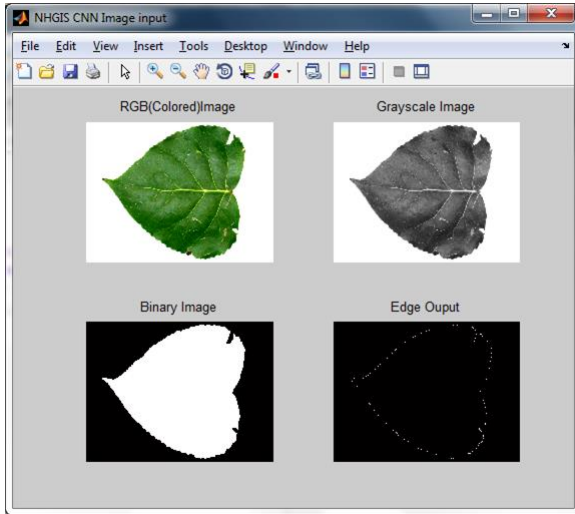 NHGIS CNN Image input
File Edit View Insert Tools Desktop Window Help
RGB(Colored)Image
Grayscale Image
Binary Image
Edge Ouput